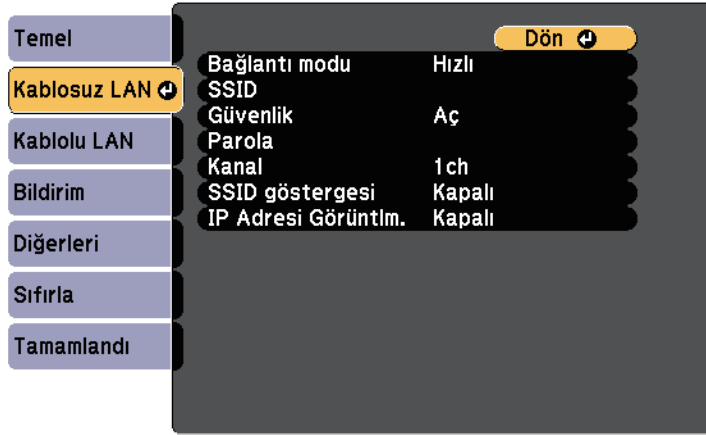 Temel
Kablosuz LAN
Kablolu LAN
Bildirim
Diğerleri
Sıfırla
Tamamlandı
Dön
Bağlantı modu Hızlı
SSID
Güvenlik Aç
Parola
Kanal 1ch
SSID göstergesi Kapalı
IP Adresi Görüntlm. Kapalı